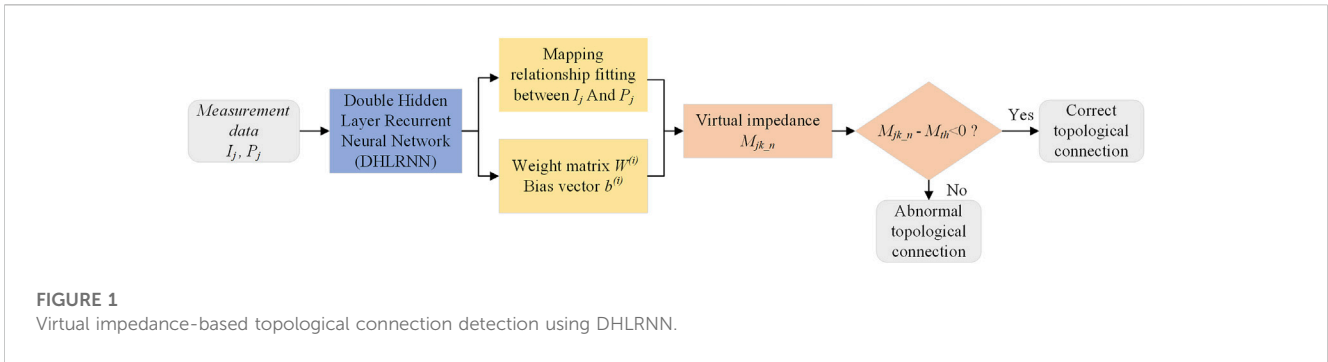 Measurement
data
I_j, P_j
Double Hidden
Layer Recurrent
Neural Network
(DHLRNN)
Mapping
relationship fitting
between I_j And P_j
Weight matrix W^(i)
Bias vector b^(i)
Virtual impedance
M_jk_n
M_jk_n - M_th<0 ?
Yes
Correct
topological
connection
No
Abnormal
topological
connection
FIGURE 1
Virtual impedance-based topological connection detection using DHLRNN.